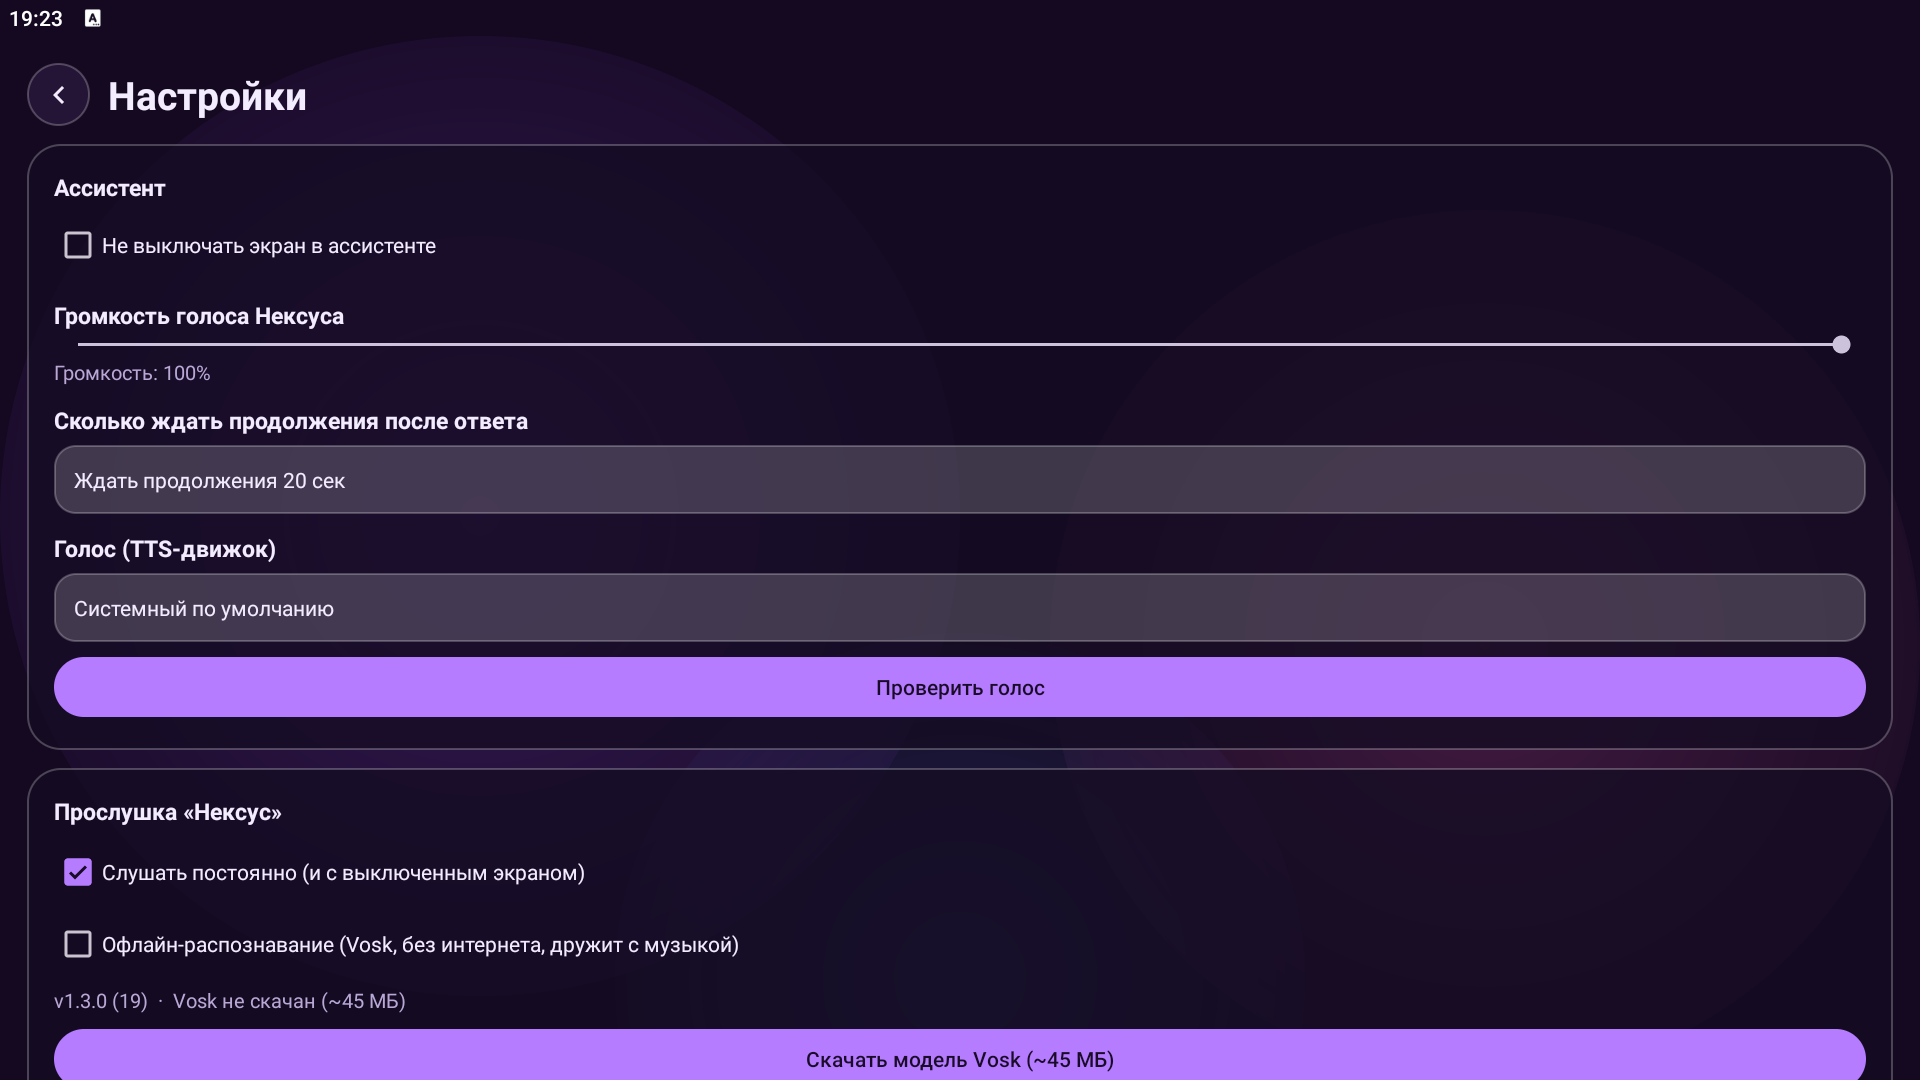 19:23 A
Настройки
Ассистент
Не выключать экран в ассистенте
Громкость голоса Нексуса
Громкость: 100%
Сколько ждать продолжения после ответа
Ждать продолжения 20 сек
Голос (TTS-движок)
Системный по умолчанию
Проверить голос
Прослушка «Нексус»
Слушать постоянно (и с выключенным экраном)
Офлайн-распознавание (Vosk, без интернета, дружит с музыкой)
v1.3.0 (19) · Vosk не скачан (~45 МБ)
Скачать модель Vosk (~45 МБ)